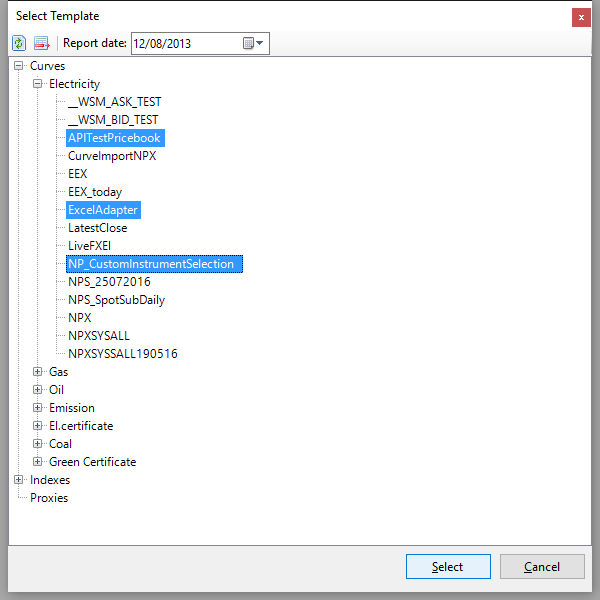 Select Template
x
Report date: 12/08/2013
Curves
Electricity
__WSM_ASK_TEST
__WSM_BID_TEST
APITestPricebook
CurveImportNPX
EEX
EEX_today
ExcelAdapter
LatestClose
LiveFXEI
NP_CustomInstrumentSelection
NPS_25072016
NPS_SpotSubDaily
NPX
NPXSYSALL
NPXSYSSALL190516
Gas
Oil
Emission
El.certificate
Coal
Green Certificate
Indexes
Proxies
Select Cancel